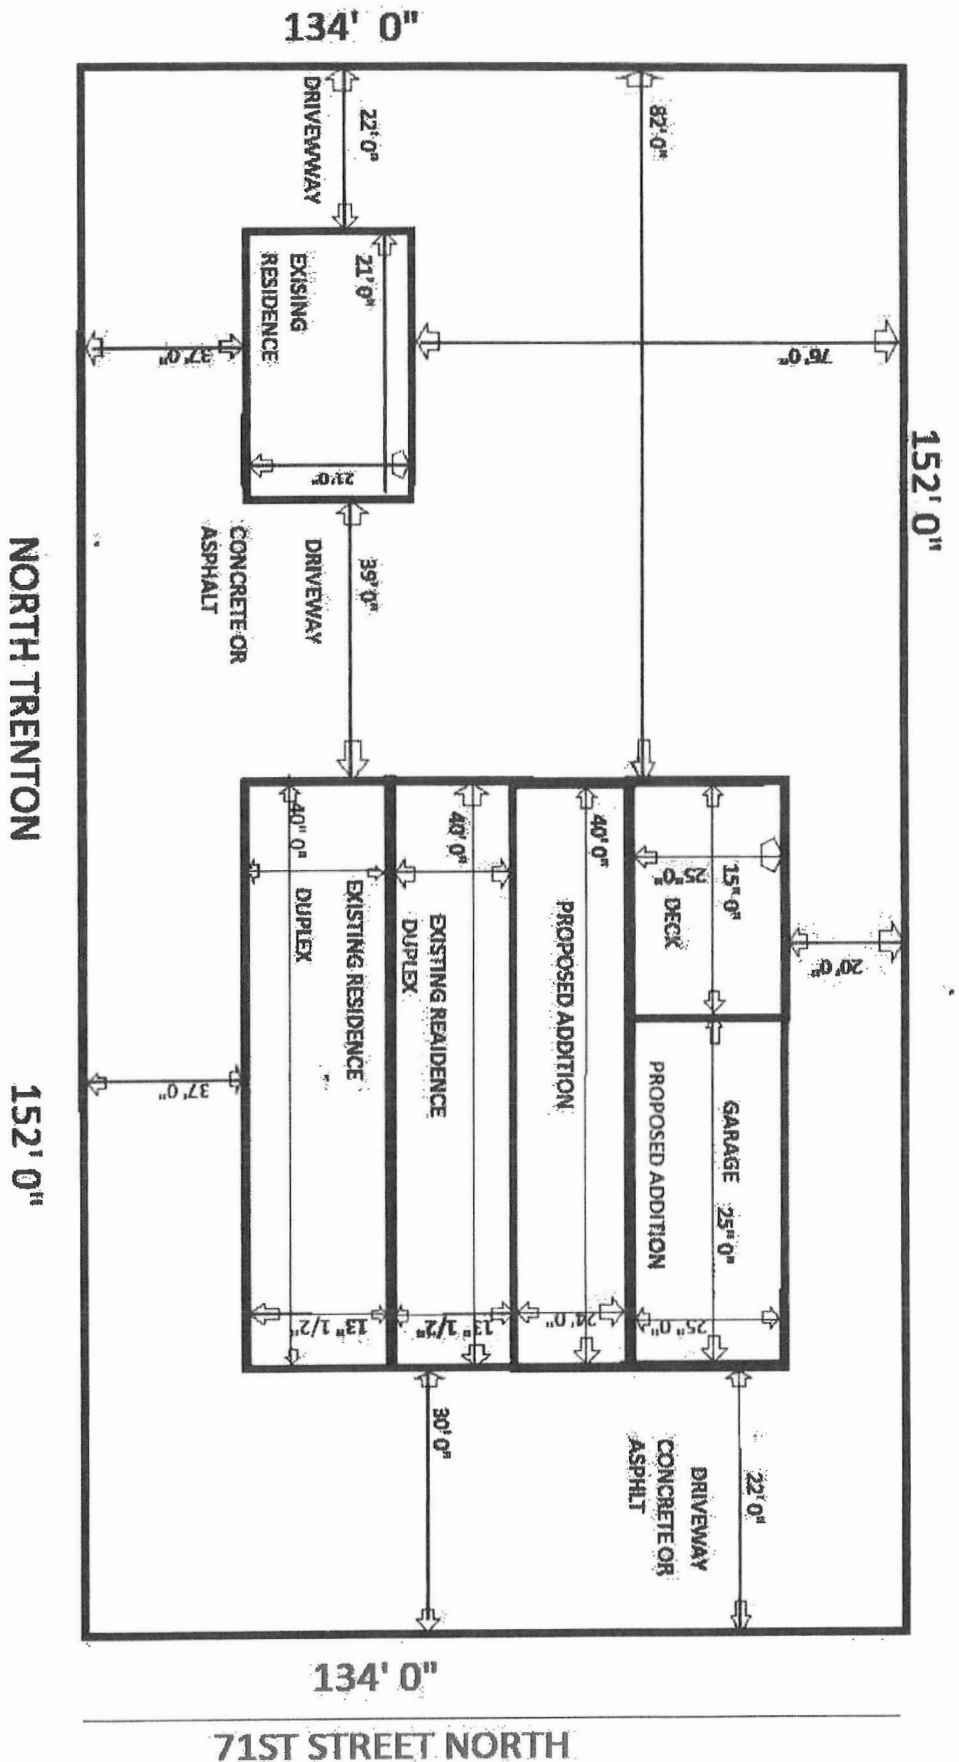 134' 0"
DRIVEWWAY
22' 0"
82' 0"
EXISING
RESIDENCE
21' 0"
37'0"
76'0"
21'0"
152' 0"
CONCRETE OR
ASPHALT
DRIVEWAY
39'0"
NORTH TRENTON
152' 0"
40" 0"
DUPLEX
EXISTING RESIDENCE
40' 0"
EXISTING REAIDENCE
DUPLEX
40' 0"
PROPOSED ADDITION
25"0"
15" 0"
DECK
20'0"
37'0"
GARAGE 25" 0"
PROPOSED ADDITION
13" 1/2"
13" 1/2"
24'0"
25"0"
30' 0"
22' 0"
DRIVEWAY
CONCRETE OR
ASPHLT
134' 0"
71ST STREET NORTH